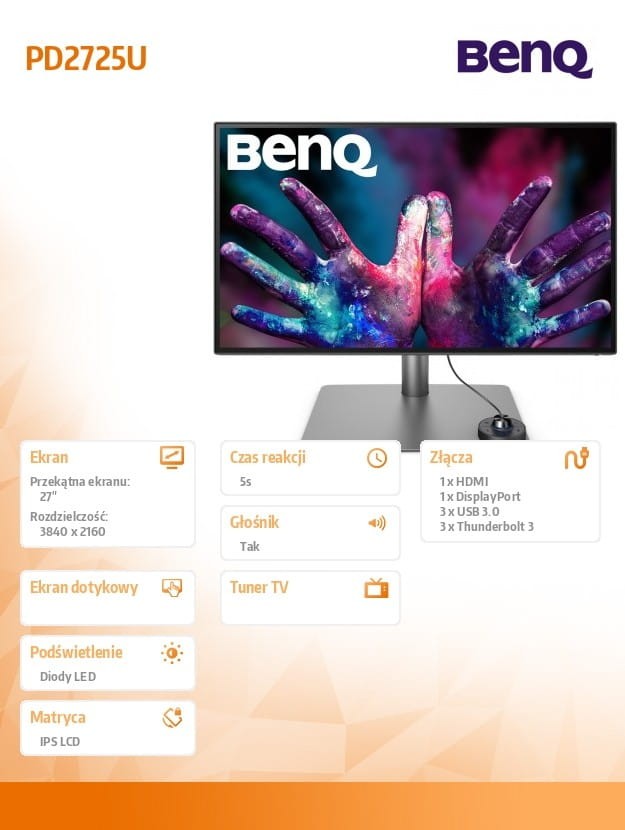 PD2725U
BenQ
BenQ
Ekran
Przekątna ekranu:
27"
Rozdzielczość:
3840 x 2160
Czas reakcji
5s
Głośnik
Tak
Złącza
1 x HDMI
1 x DisplayPort
3 x USB 3.0
3 x Thunderbolt 3
Ekran dotykowy
Tuner TV
Podświetlenie
Diody LED
Matryca
IPS LCD